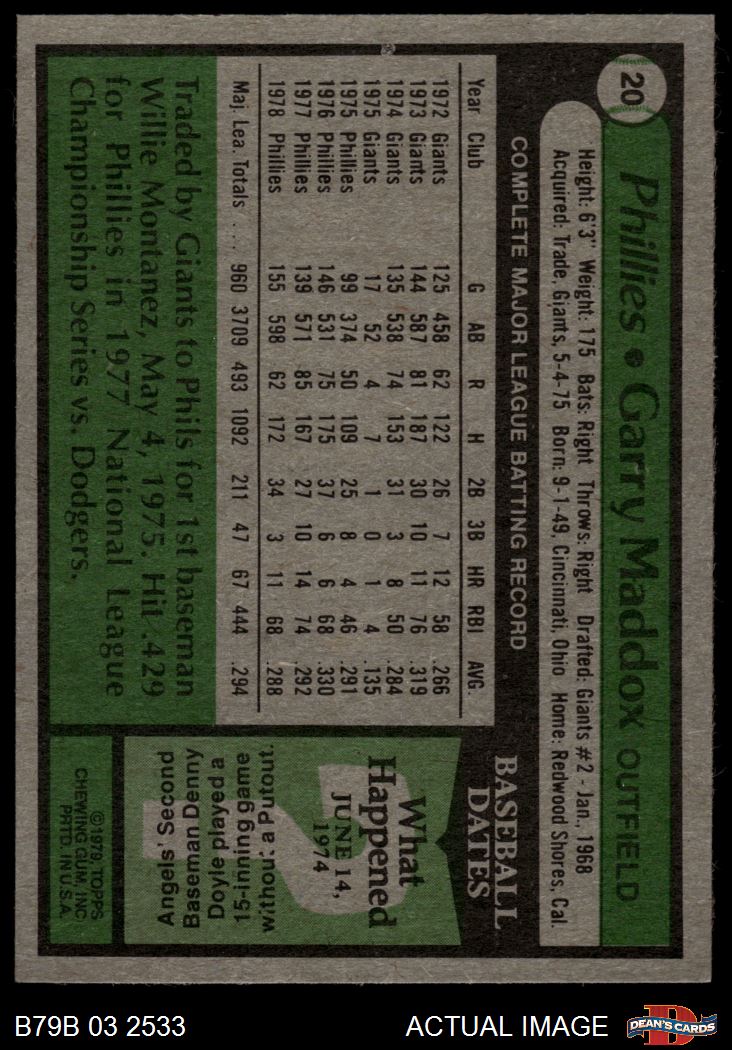 20
Phillies • Garry Maddox OUTFIELD
Height: 6'3" Weight: 175 Bats: Right Throws: Right Drafted: Giants #2 - Jan., 1968
Acquired: Trade, Giants, 5-4-75 Born: 9-1-49, Cincinnati, Ohio Home: Redwood Shores, Cal.
COMPLETE MAJOR LEAGUE BATTING RECORD
Year Club G AB R H 2B 3B HR RBI AVG.
1972 Giants 125 458 62 122 26 7 12 58 .266
1973 Giants 144 587 81 187 30 10 11 76 .319
1974 Giants 135 538 74 153 31 3 8 50 .284
1975 Giants 17 52 4 7 1 0 1 4 .135
1975 Phillies 99 374 50 109 25 8 4 46 .291
1976 Phillies 146 531 75 175 37 6 6 68 .330
1977 Phillies 139 571 85 167 27 10 14 74 .292
1978 Phillies 155 598 62 172 34 3 11 68 .288
Maj. Lea. Totals .... 960 3709 493 1092 211 47 67 444 .294
Traded by Giants to Phils for 1st baseman
Willie Montanez, May 4, 1975. Hit .429
for Phillies in 1977 National League
Championship Series vs. Dodgers.
BASEBALL
DATES
What
Happened
JUNE 14,
1974
Angels' Second
Baseman Denny
Doyle played a
15-inning game
without a Putout.
©1979, TOPPS
CHEWING GUM, INC.
PRTD. IN U.S.A.
B79B 03 2533
ACTUAL IMAGE
D
DEAN'S CARDS